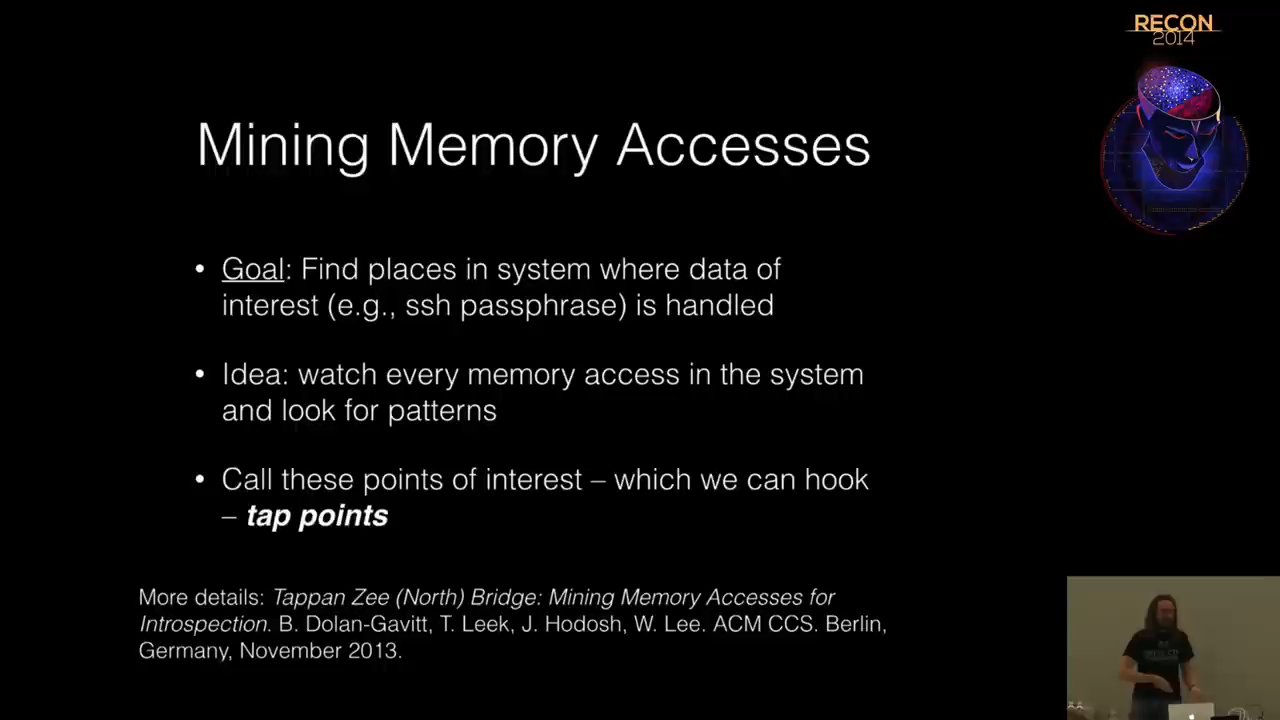 RECON
2014
Mining Memory Accesses
• Goal: Find places in system where data of
interest (e.g., ssh passphrase) is handled
• Idea: watch every memory access in the system
and look for patterns
• Call these points of interest – which we can hook
– tap points
More details: Tappan Zee (North) Bridge: Mining Memory Accesses for
Introspection. B. Dolan-Gavitt, T. Leek, J. Hodosh, W. Lee. ACM CCS. Berlin,
Germany, November 2013.